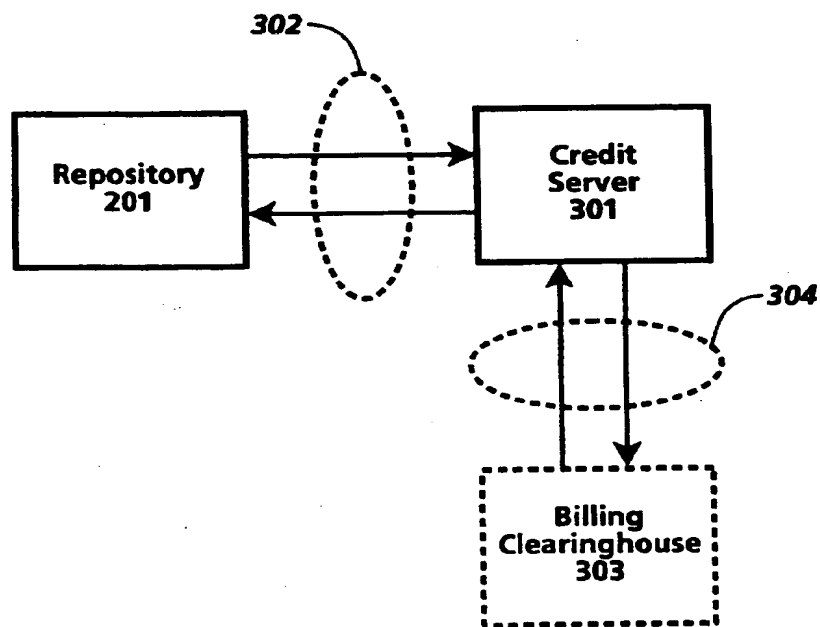 302
Repository
201
Credit
Server
301
304
Billing
Clearinghouse
303